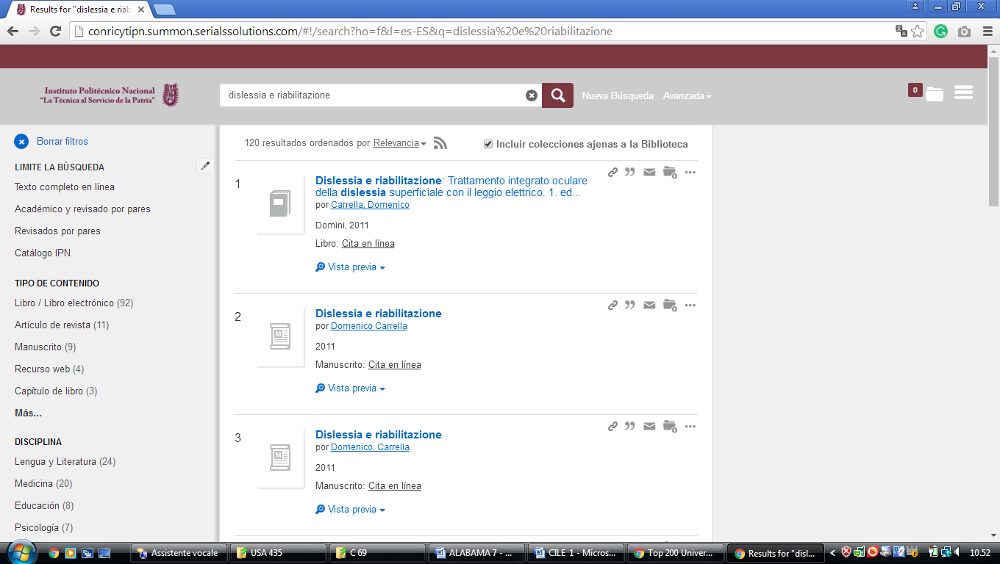 Results for "dislessia e riab
conricytipn.summon.serialssolutions.com/#!/search?ho=f&l=es-ES&q=dislessia%20e%20riabilitazione
Instituto Politécnico Nacional
"La Técnica al Servicio de la Patria"
dislessia e riabilitazione
Nueva Búsqueda
Avanzada
0
Borrar filtros
LIMITE LA BÚSQUEDA
Texto completo en línea
Académico y revisado por pares
Revisados por pares
Catálogo IPN
TIPO DE CONTENIDO
Libro / Libro electrónico (92)
Artículo de revista (11)
Manuscrito (9)
Recurso web (4)
Capítulo de libro (3)
Más...
DISCIPLINA
Lengua y Literatura (24)
Medicina (20)
Educación (8)
Psicología (7)
120 resultados ordenados por Relevancia
Incluir colecciones ajenas a la Biblioteca
1
Dislessia e riabilitazione: Trattamento integrato oculare
della dislessia superficiale con il leggio elettrico. 1. ed...
por Carrella, Domenico
Domini, 2011
Libro: Cita en línea
Vista previa
2
Dislessia e riabilitazione
por Domenico Carrella
2011
Manuscrito: Cita en línea
Vista previa
3
Dislessia e riabilitazione
por Domenico. Carrella
2011
Manuscrito: Cita en línea
Vista previa
Assistente vocale
USA 435
C 69
ALABAMA 7 - ...
CILE 1 - Micros...
Top 200 Univer...
Results for "disl...
10.52